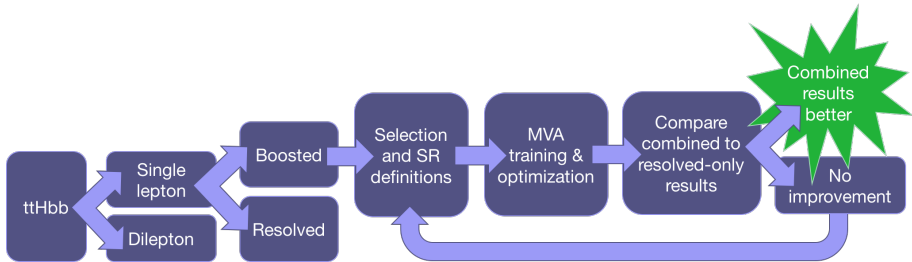 ttHbb
Single
lepton
Dilepton
Boosted
Resolved
Selection
and SR
definitions
MVA
training &
optimization
Compare
combined to
resolved-only
results
Combined
results
better
No
improvement